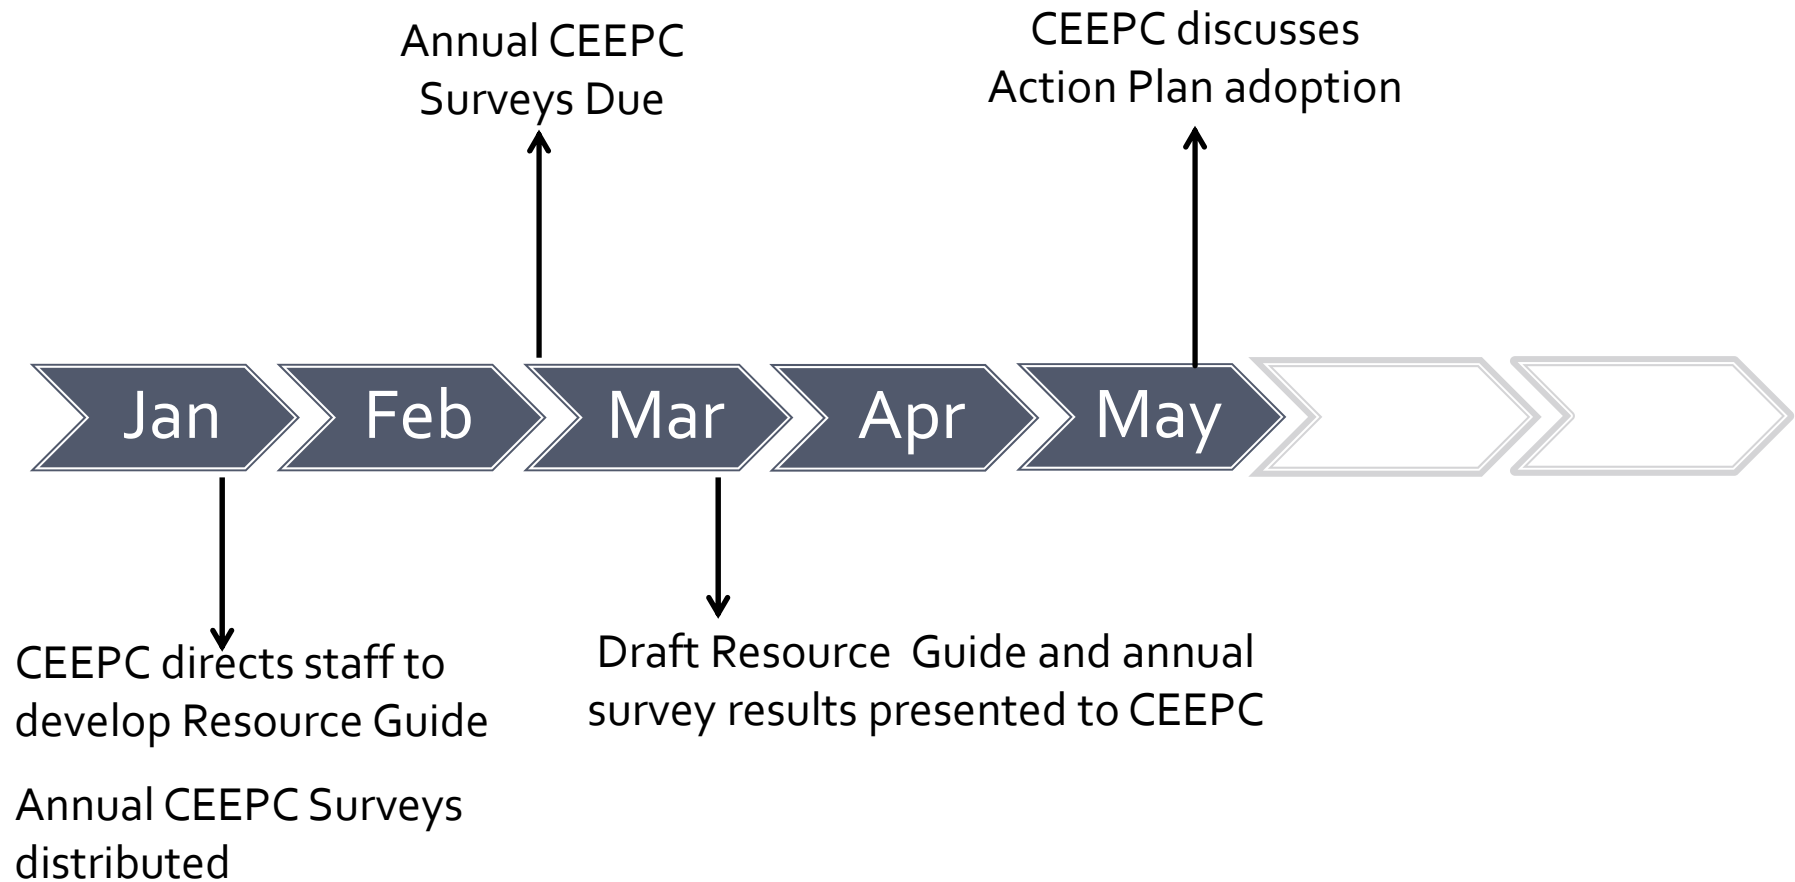 Annual CEEPC
Surveys Due
CEEPC discusses
Action Plan adoption
Jan
Feb
Mar
Apr
May
CEEPC directs staff to
develop Resource Guide
Annual CEEPC Surveys
distributed
Draft Resource  Guide and annual
survey results presented to CEEPC